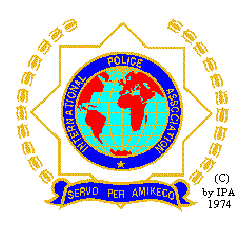 INTERNATIONAL POLICE ASSOCIATION
SERVO PER AMIKECO
(C)
by IPA
1974